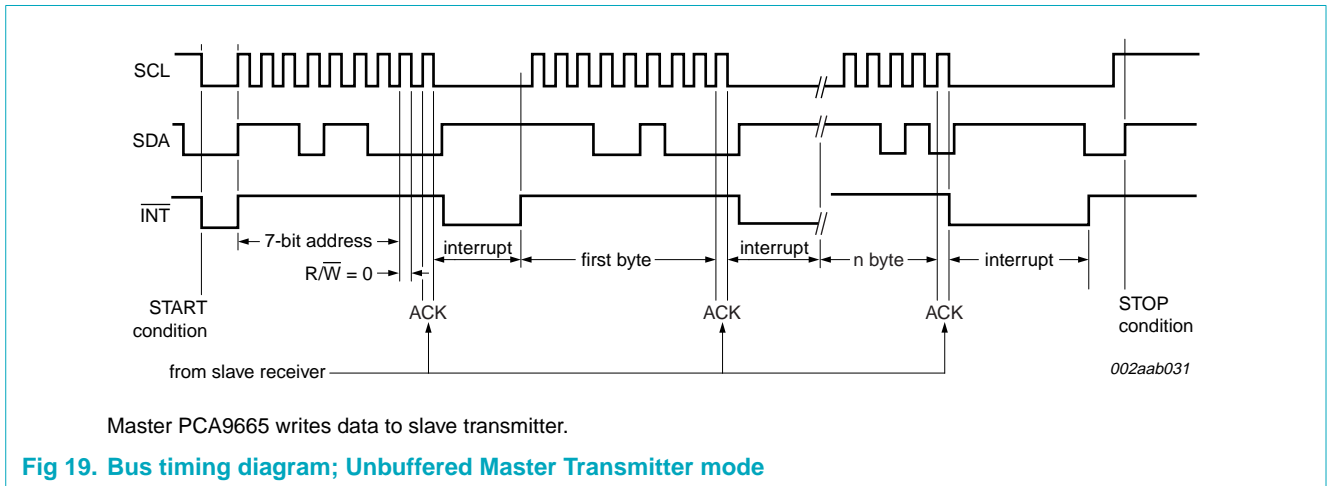 SCL
SDA
INT
7-bit address
R/W = 0
interrupt
first byte
interrupt
n byte
interrupt
START
condition
ACK
ACK
ACK
STOP
condition
from slave receiver
002aab031
Master PCA9665 writes data to slave transmitter.
Fig 19. Bus timing diagram; Unbuffered Master Transmitter mode